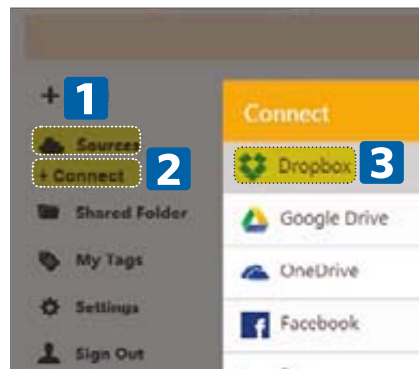 + 1
Sources
+ Connect 2
Shared Folder
My Tags
Settings
Sign Out
Connect
Dropbox 3
Google Drive
OneDrive
Facebook